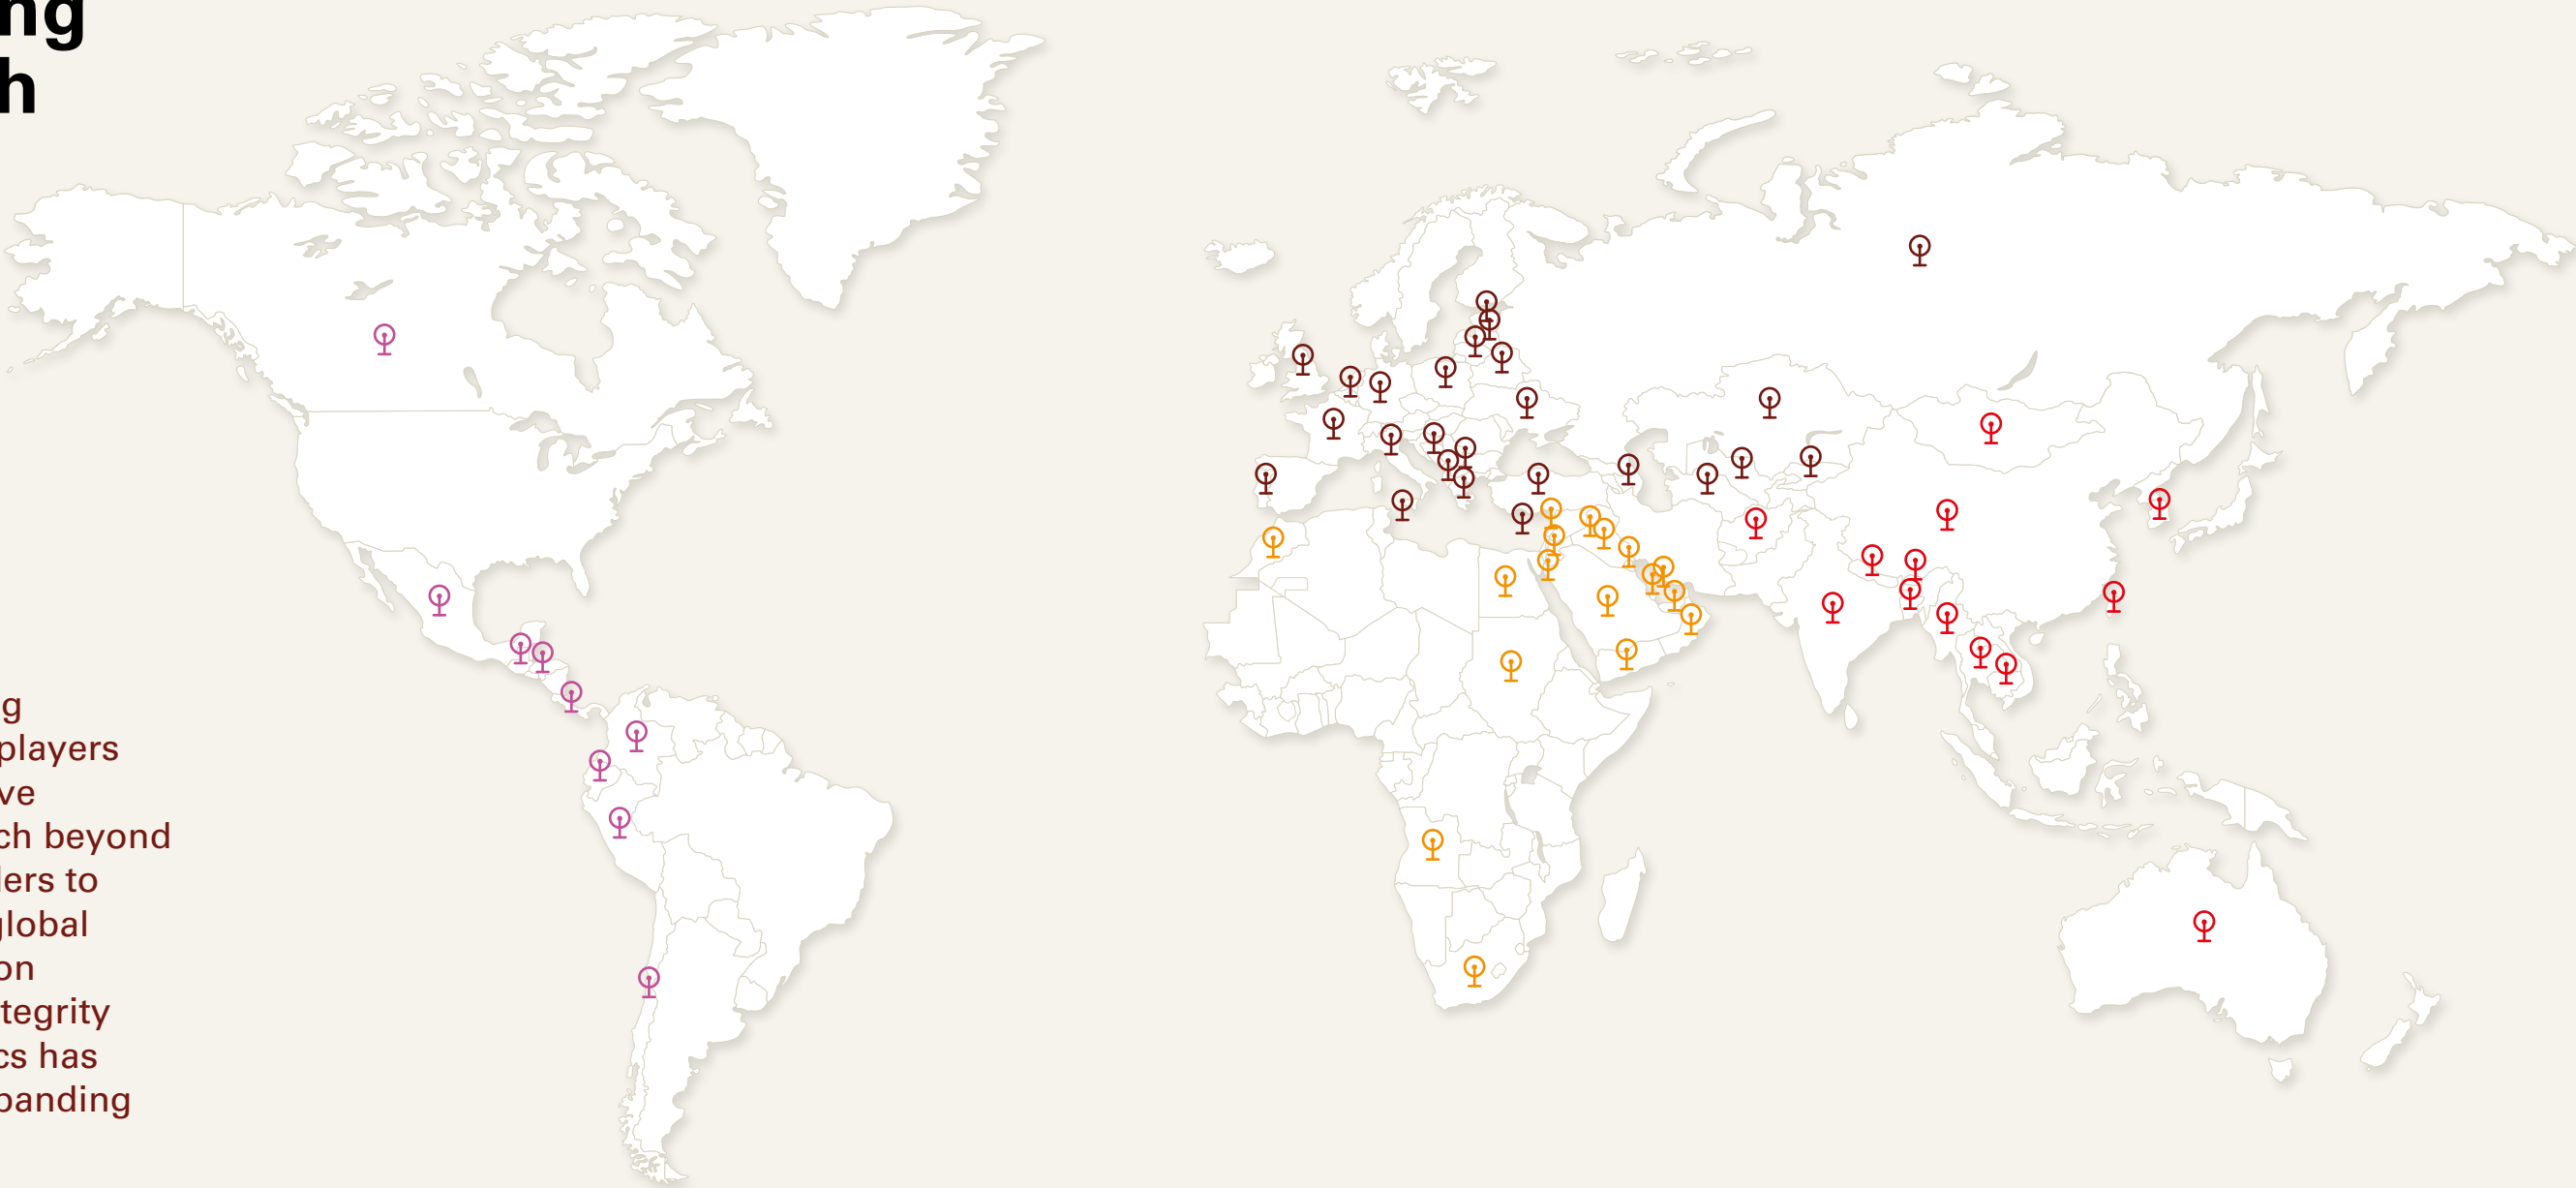 ng
h
g
players
ve
ch beyond
lers to
global
on
tegrity
cs has
panding